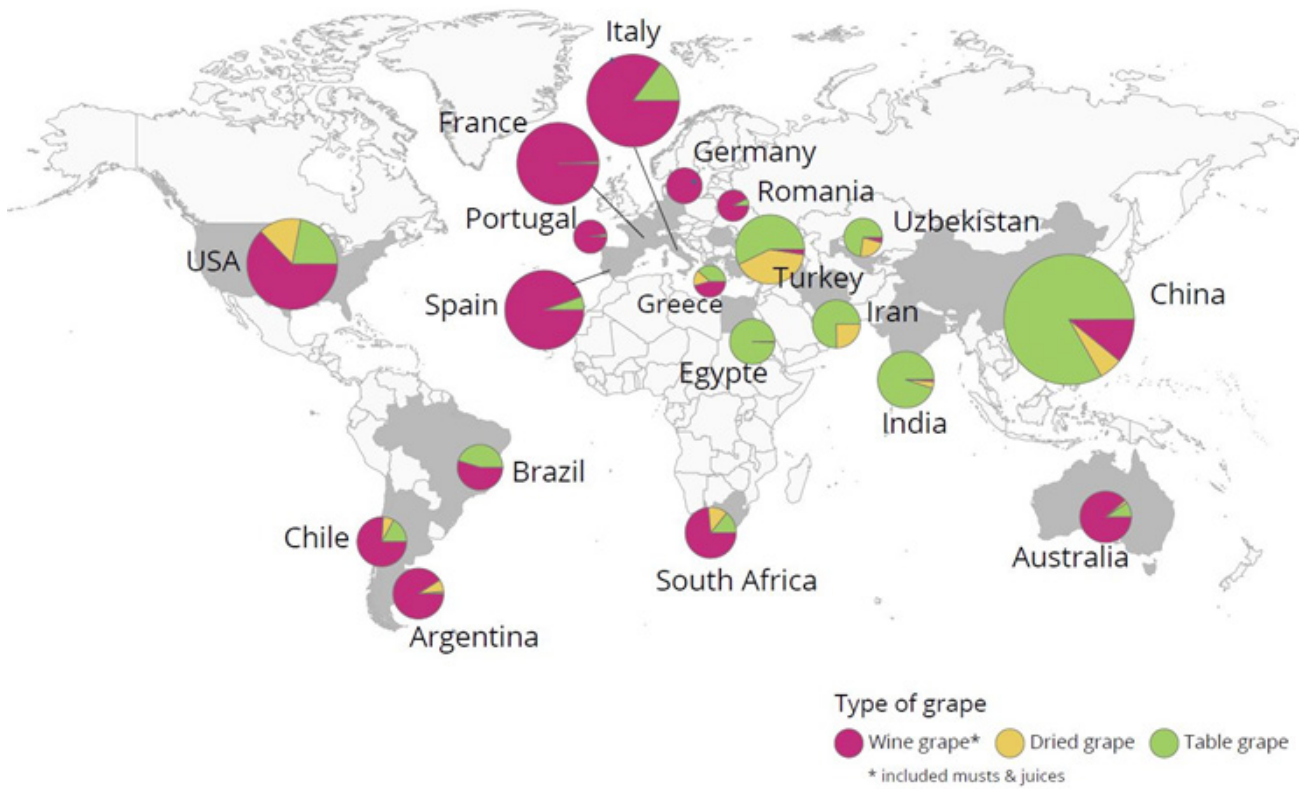 Italy
France
Germany
Romania
Portugal
Uzbekistan
USA
Turkey
China
Spain
Greece
Iran
Egypte
India
Brazil
Chile
Australia
South Africa
Argentina
Type of grape
Wine grape* Dried grape Table grape
* included musts & juices